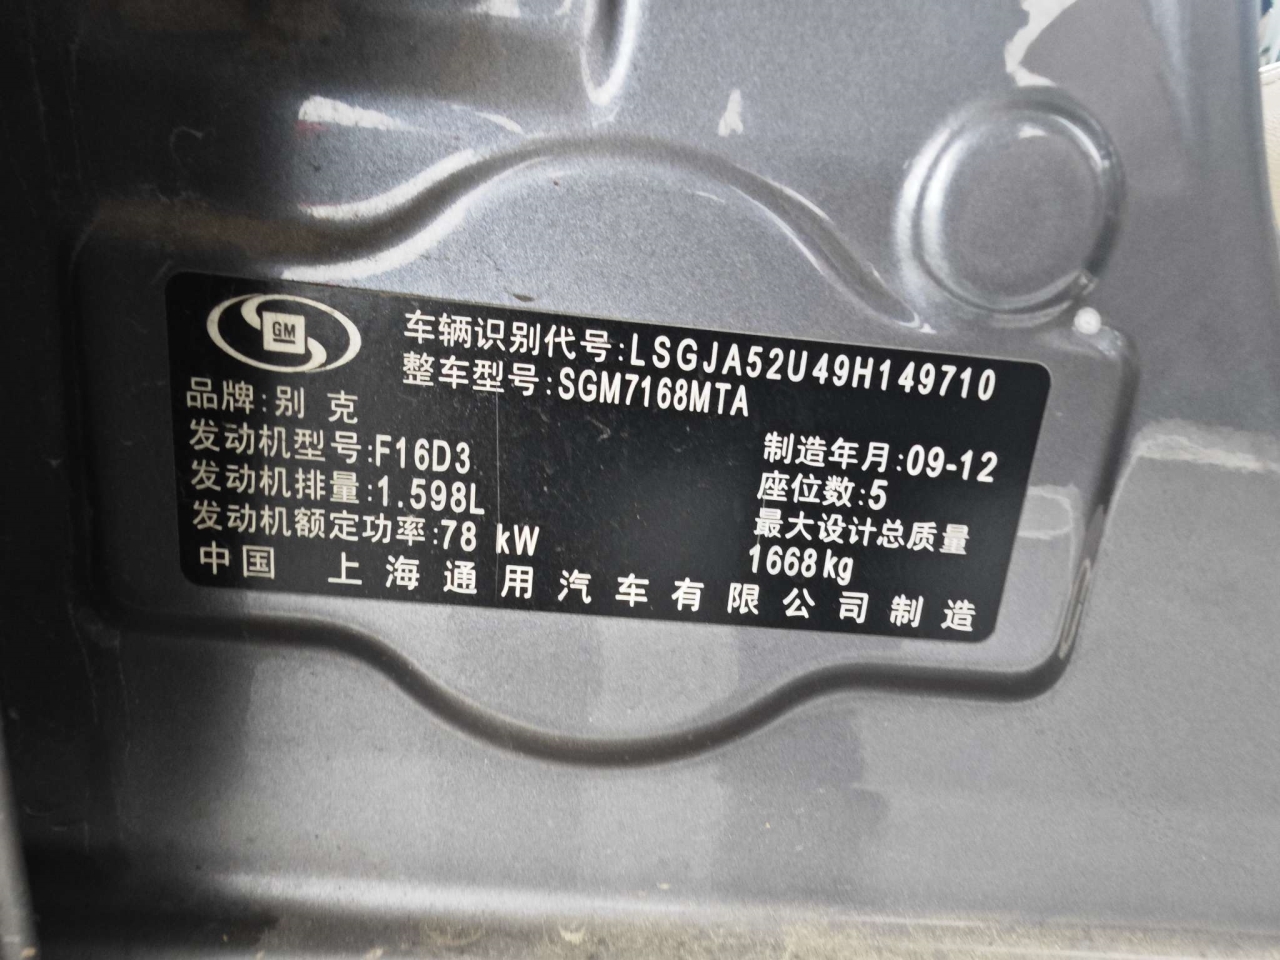 GM
车辆识别代号:LSGJA52U49H149710
整车型号:SGM7168MTA
品牌:别 克
发动机型号:F16D3
制造年月:09-12
发动机排量:1.598L
座位数:5
发动机额定功率:78 kW
最大设计总质量
1668kg
中国 上海通用汽车有限公司制造